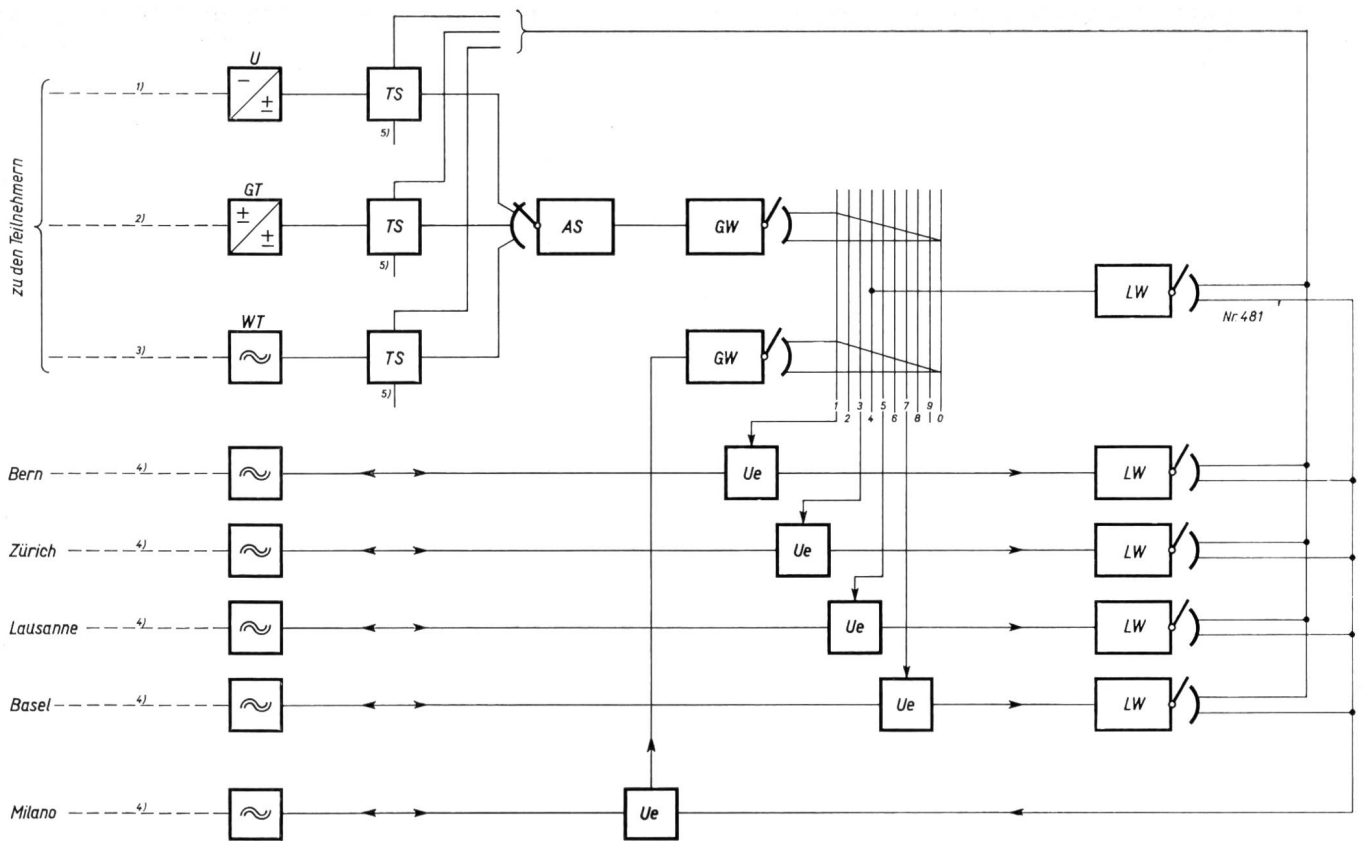 U
zu den Teilnehmern
1)
−
±
TS
5)
GT
2)
±
±
TS
5)
AS
GW
LW
Nr. 481
WT
3)
TS
5)
GW
1 2 3 4 5 6 7 8 9 0
Bern 4) Ue LW
Zürich 4) Ue LW
Lausanne 4) Ue LW
Basel 4) Ue LW
Milano 4) Ue